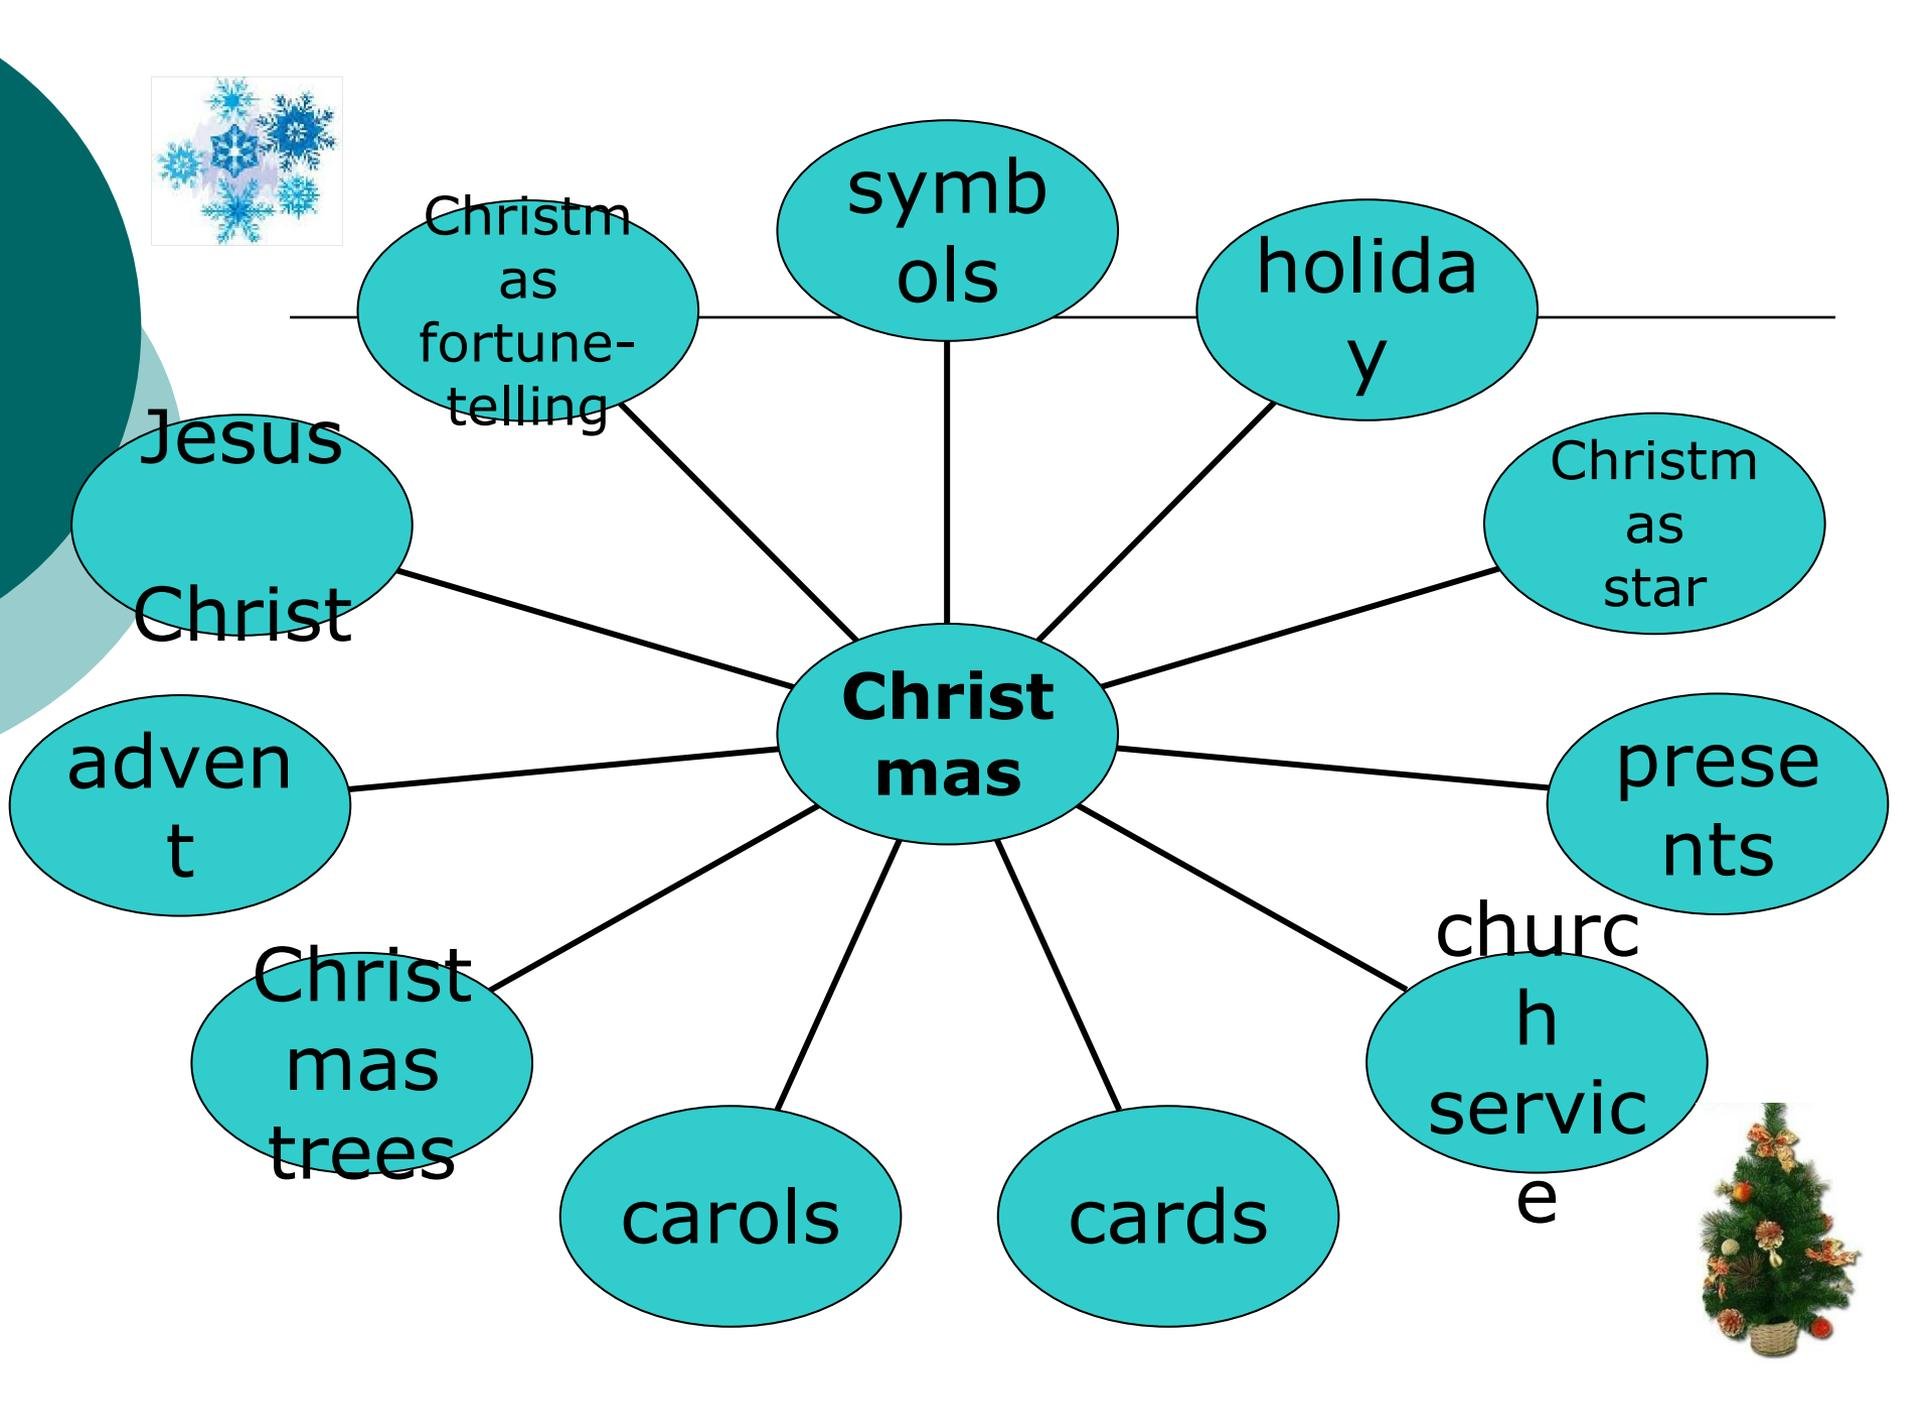 symb
ols
Christm
as
fortune-
telling
holida
y
Jesus
Christ
Christm
as
star
Christ
mas
adven
t
prese
nts
Christ
mas
trees
churc
h
servic
e
carols
cards